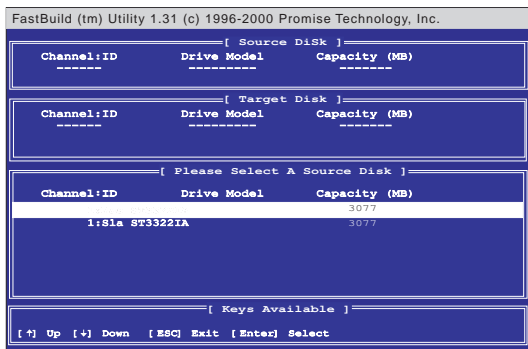 FastBuild (tm) Utility 1.31 (c) 1996-2000 Promise Technology, Inc.
[ Source DiSk ]
Channel:ID Drive Model Capacity (MB)
------ --------- -------
[ Target Disk ]
Channel:ID Drive Model Capacity (MB)
------ --------- -------
[ Please Select A Source Disk ]
Channel:ID Drive Model Capacity (MB)
3077
1:Sla ST3322IA 3077
[ Keys Available ]
[↑] Up [↓] Down [ESC] Exit [Enter] Select